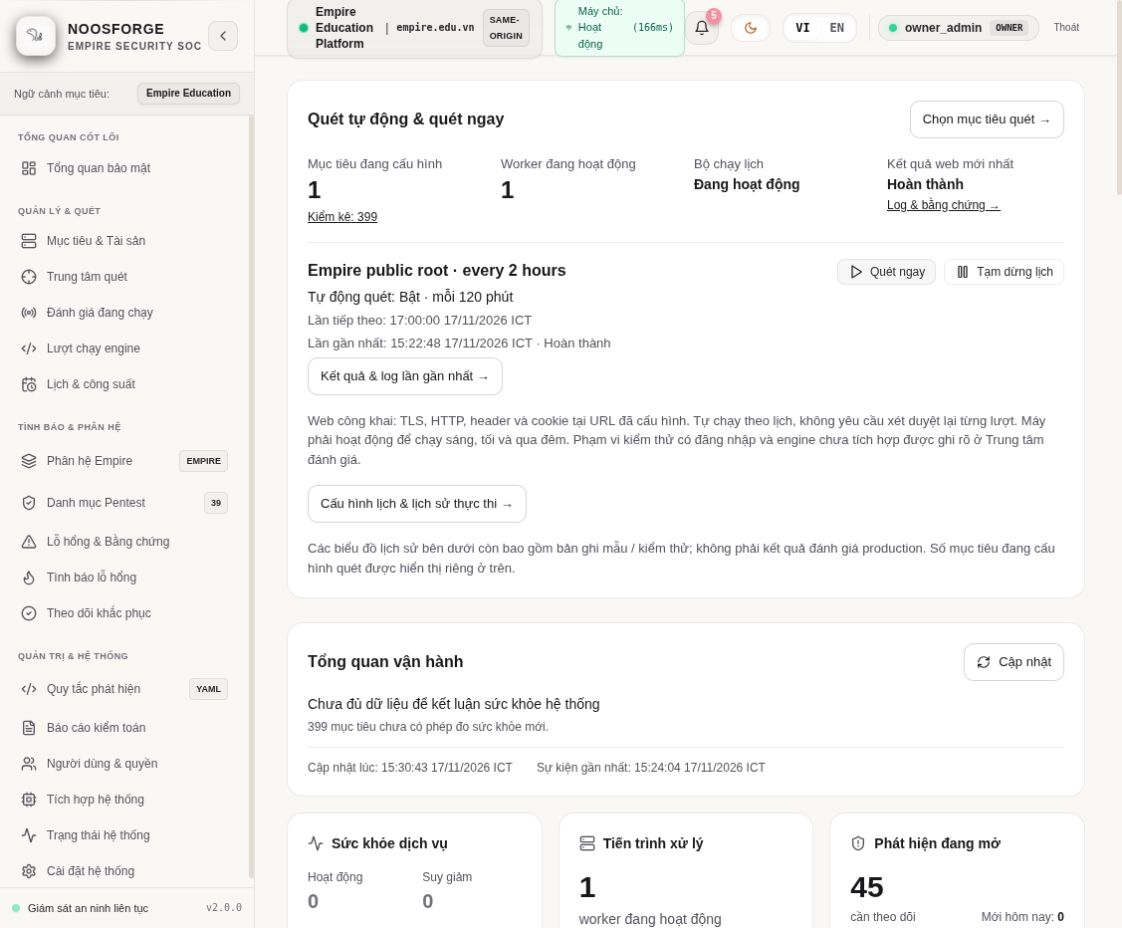 NOOSFORGE
EMPIRE SECURITY SOC
Ngữ cảnh mục tiêu:
Empire Education
TỔNG QUAN CỐT LÕI
Tổng quan bảo mật
QUẢN LÝ & QUÉT
Mục tiêu & Tài sản
Trung tâm quét
Đánh giá đang chạy
Lượt chạy engine
Lịch & công suất
TÌNH BÁO & PHÂN HỆ
Phân hệ Empire
EMPIRE
Danh mục Pentest
39
Lỗ hổng & Bằng chứng
Tình báo lỗ hổng
Theo dõi khắc phục
QUẢN TRỊ & HỆ THỐNG
Quy tắc phát hiện
YAML
Báo cáo kiểm toán
Người dùng & quyền
Tích hợp hệ thống
Trạng thái hệ thống
Cài đặt hệ thống
Giám sát an ninh liên tục
v2.0.0
Empire
Education
Platform
| empire.edu.vn
SAME-
ORIGIN
Máy chủ:
Hoạt
động
(166ms)
5
VI
EN
owner_admin
OWNER
Thoát
Quét tự động & quét ngay
Chọn mục tiêu quét →
Mục tiêu đang cấu hình
1
Kiểm kê: 399
Worker đang hoạt động
1
Bộ chạy lịch
Đang hoạt động
Kết quả web mới nhất
Hoàn thành
Log & bằng chứng →
Empire public root · every 2 hours
Quét ngay
Tạm dừng lịch
Tự động quét: Bật · mỗi 120 phút
Lần tiếp theo: 17:00:00 17/11/2026 ICT
Lần gần nhất: 15:22:48 17/11/2026 ICT · Hoàn thành
Kết quả & log lần gần nhất →
Web công khai: TLS, HTTP, header và cookie tại URL đã cấu hình. Tự chạy theo lịch, không yêu cầu xét duyệt lại từng lượt. Máy
phải hoạt động để chạy sáng, tối và qua đêm. Phạm vi kiểm thử có đăng nhập và engine chưa tích hợp được ghi rõ ở Trung tâm
đánh giá.
Cấu hình lịch & lịch sử thực thi →
Các biểu đồ lịch sử bên dưới còn bao gồm bản ghi mẫu / kiểm thử; không phải kết quả đánh giá production. Số mục tiêu đang cấu
hình quét được hiển thị riêng ở trên.
Tổng quan vận hành
Cập nhật
Chưa đủ dữ liệu để kết luận sức khỏe hệ thống
399 mục tiêu chưa có phép đo sức khỏe mới.
Cập nhật lúc: 15:30:43 17/11/2026 ICT
Sự kiện gần nhất: 15:24:04 17/11/2026 ICT
Sức khỏe dịch vụ
Hoạt động
0
Suy giảm
0
Tiến trình xử lý
1
worker đang hoạt động
Phát hiện đang mở
45
cần theo dõi
Mới hôm nay: 0